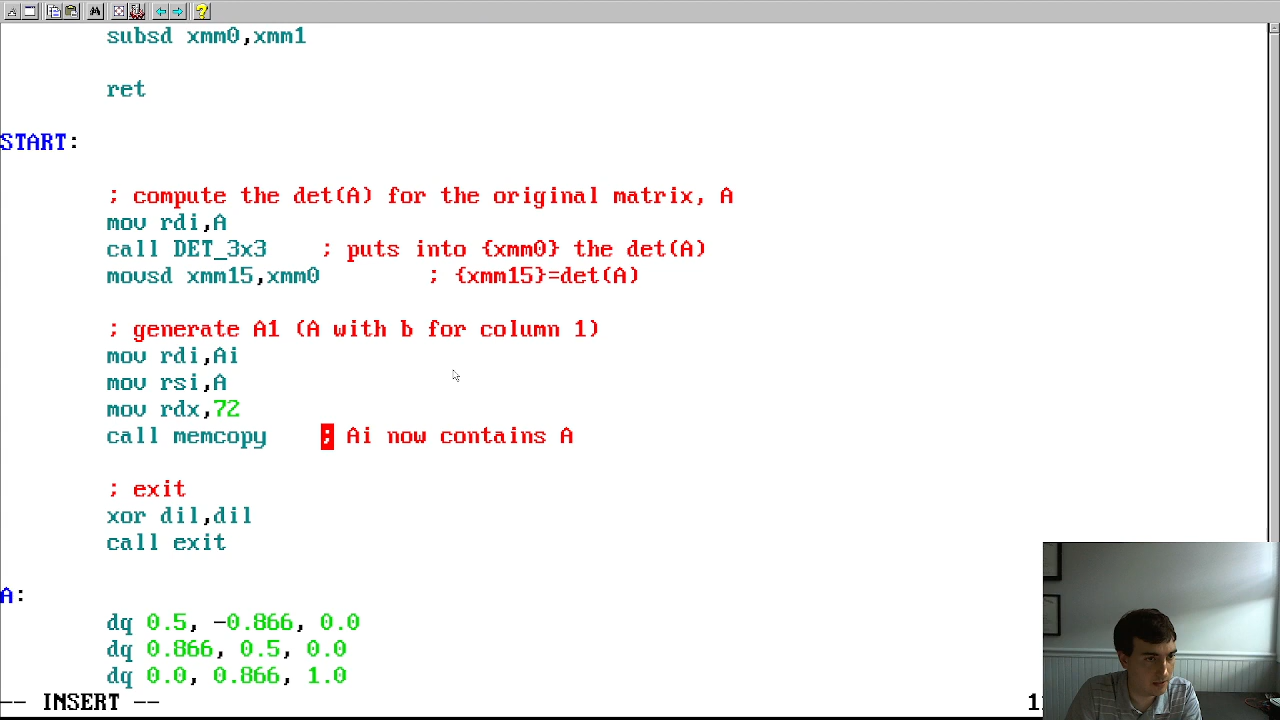 subsd xmm0,xmm1
ret
START:
; compute the det(A) for the original matrix, A
mov rdi,A
call DET_3x3 ; puts into {xmm0} the det(A)
movsd xmm15,xmm0 ; {xmm15}=det(A)
; generate A1 (A with b for column 1)
mov rdi,Ai
mov rsi,A
mov rdx,72
call memcopy ; Ai now contains A
; exit
xor dil,dil
call exit
A:
dq 0.5, -0.866, 0.0
dq 0.866, 0.5, 0.0
dq 0.0, 0.866, 1.0
-- INSERT --